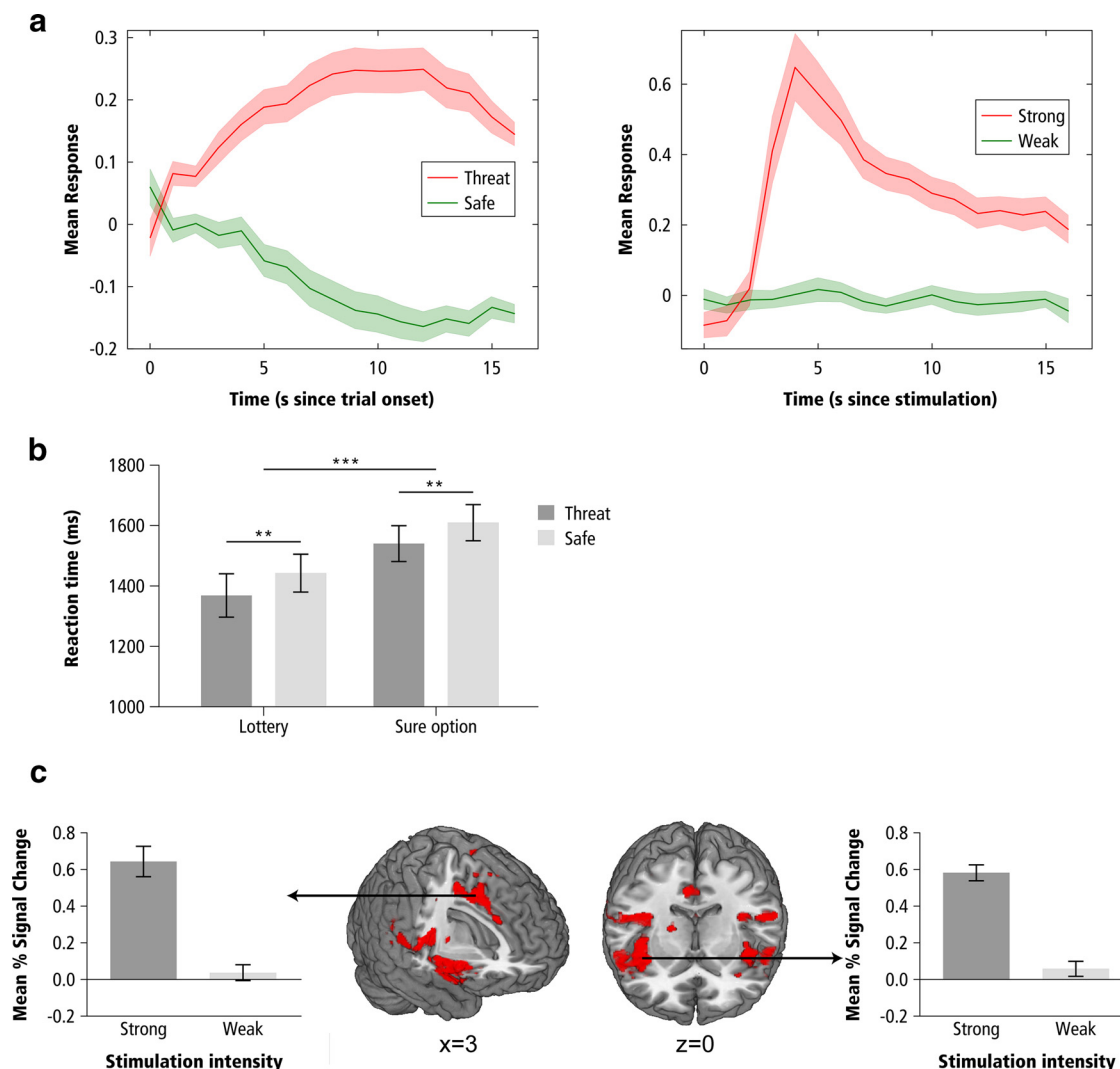 a
0.3
0.2
0.1
0
-0.1
-0.2
Mean Response
Threat
Safe
0 5 10 15
Time (s since trial onset)
0.6
0.4
0.2
0
Mean Response
Strong
Weak
0 5 10 15
Time (s since stimulation)
b
1800
1600
1400
1200
1000
Reaction time (ms)
***
**
**
Threat
Safe
Lottery Sure option
c
0.8
0.6
0.4
0.2
0.0
-0.2
Mean % Signal Change
Strong Weak
Stimulation intensity
x=3
z=0
0.8
0.6
0.4
0.2
0.0
-0.2
Mean % Signal Change
Strong Weak
Stimulation intensity